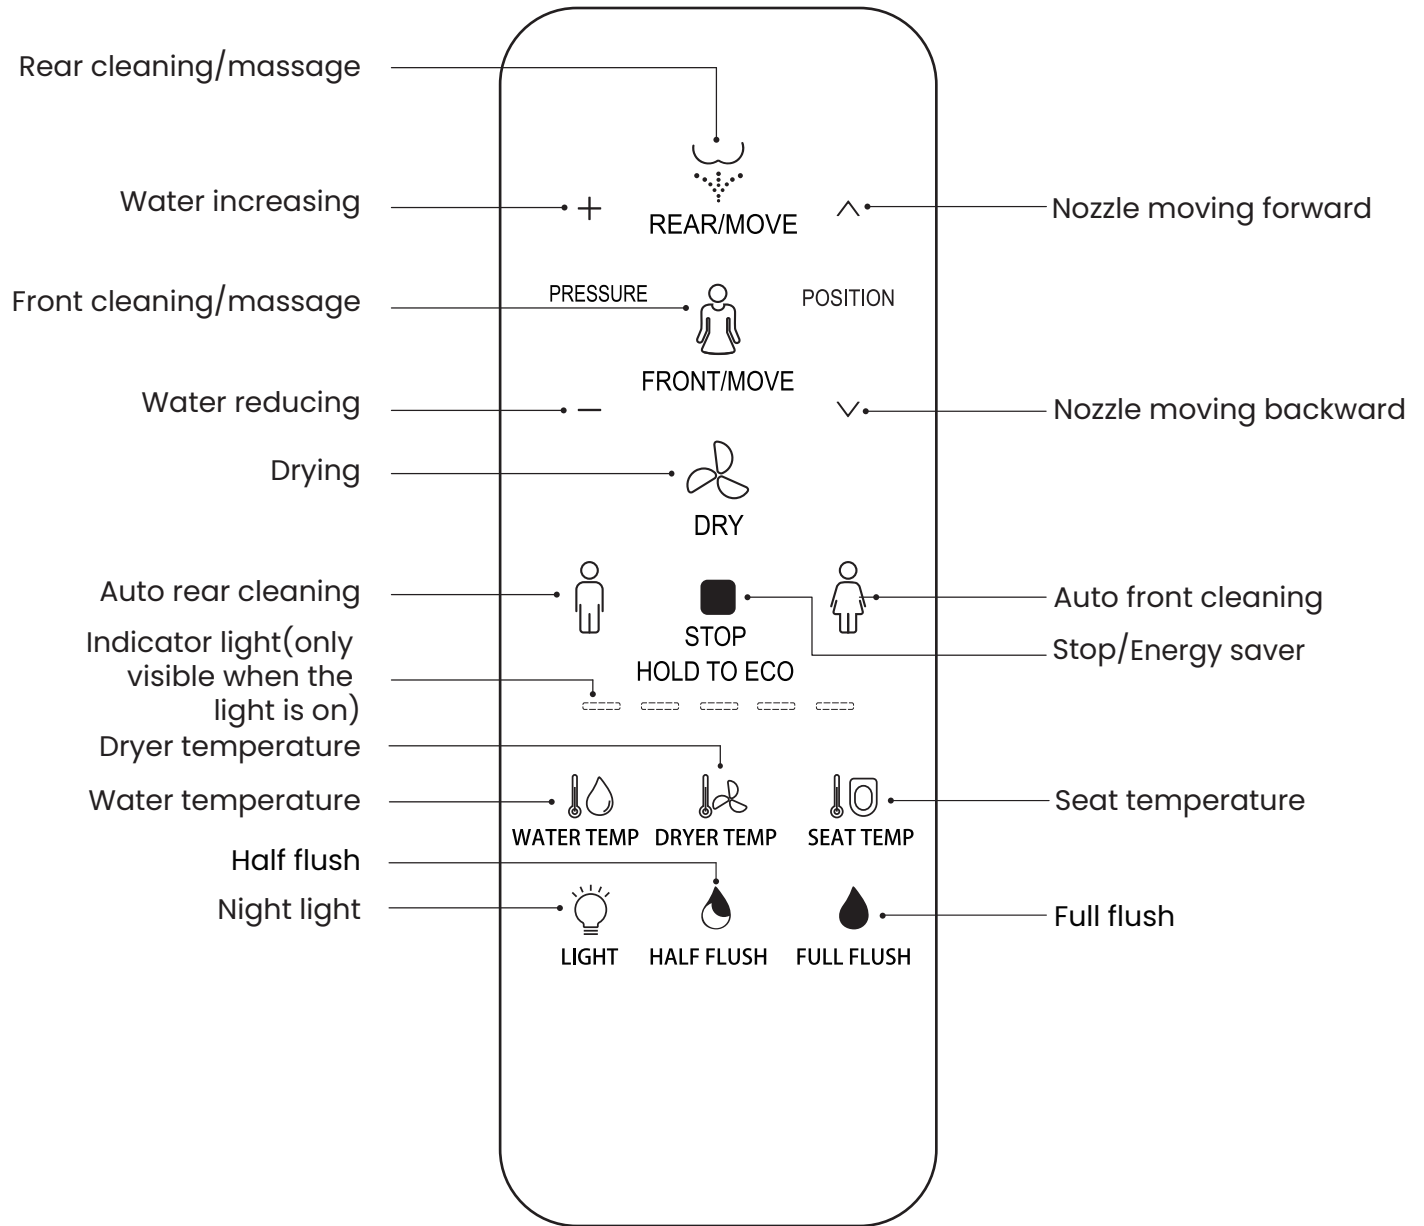 Rear cleaning/massage
Water increasing
+
REAR/MOVE
Nozzle moving forward
Front cleaning/massage
PRESSURE
POSITION
FRONT/MOVE
Water reducing
−
Nozzle moving backward
Drying
DRY
Auto rear cleaning
Auto front cleaning
STOP
HOLD TO ECO
Stop/Energy saver
Indicator light(only
visible when the
light is on)
Dryer temperature
Water temperature
Seat temperature
WATER TEMP
DRYER TEMP
SEAT TEMP
Half flush
Night light
Full flush
LIGHT
HALF FLUSH
FULL FLUSH